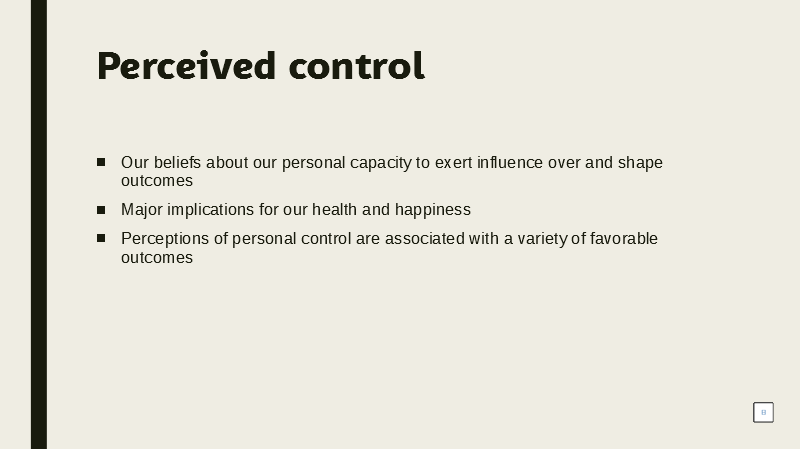 Perceived control
■ Our beliefs about our personal capacity to exert influence over and shape
outcomes
■ Major implications for our health and happiness
■ Perceptions of personal control are associated with a variety of favorable
outcomes